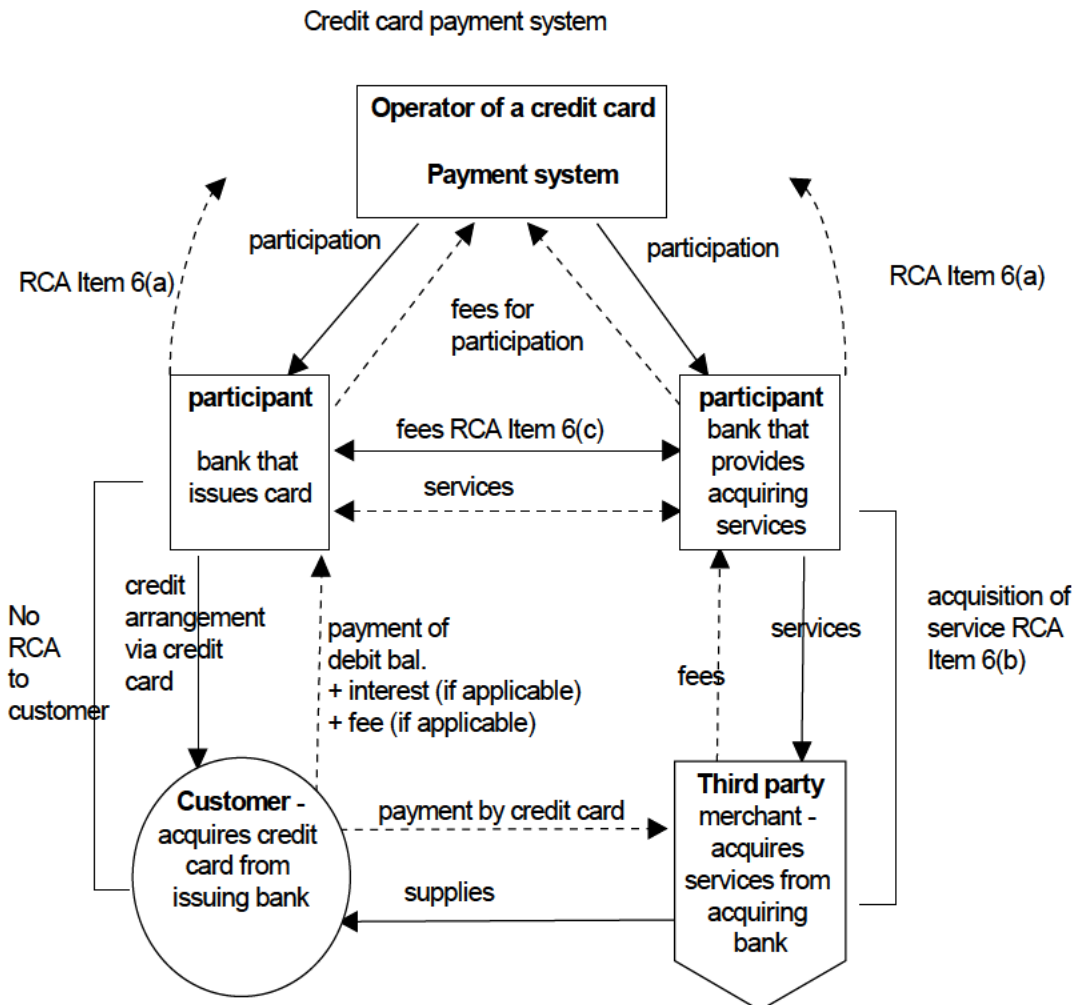 Credit card payment system
Operator of a credit card
Payment system
participation
participation
RCA Item 6(a)
RCA Item 6(a)
fees for
participation
participant
bank that
issues card
participant
bank that
provides
acquiring
services
fees RCA Item 6(c)
services
No
RCA
to
customer
credit
arrangement
via credit
card
payment of
debit bal.
+ interest (if applicable)
+ fee (if applicable)
fees
services
acquisition of
service RCA
Item 6(b)
Customer -
acquires credit
card from
issuing bank
payment by credit card
supplies
Third party
merchant -
acquires
services from
acquiring
bank